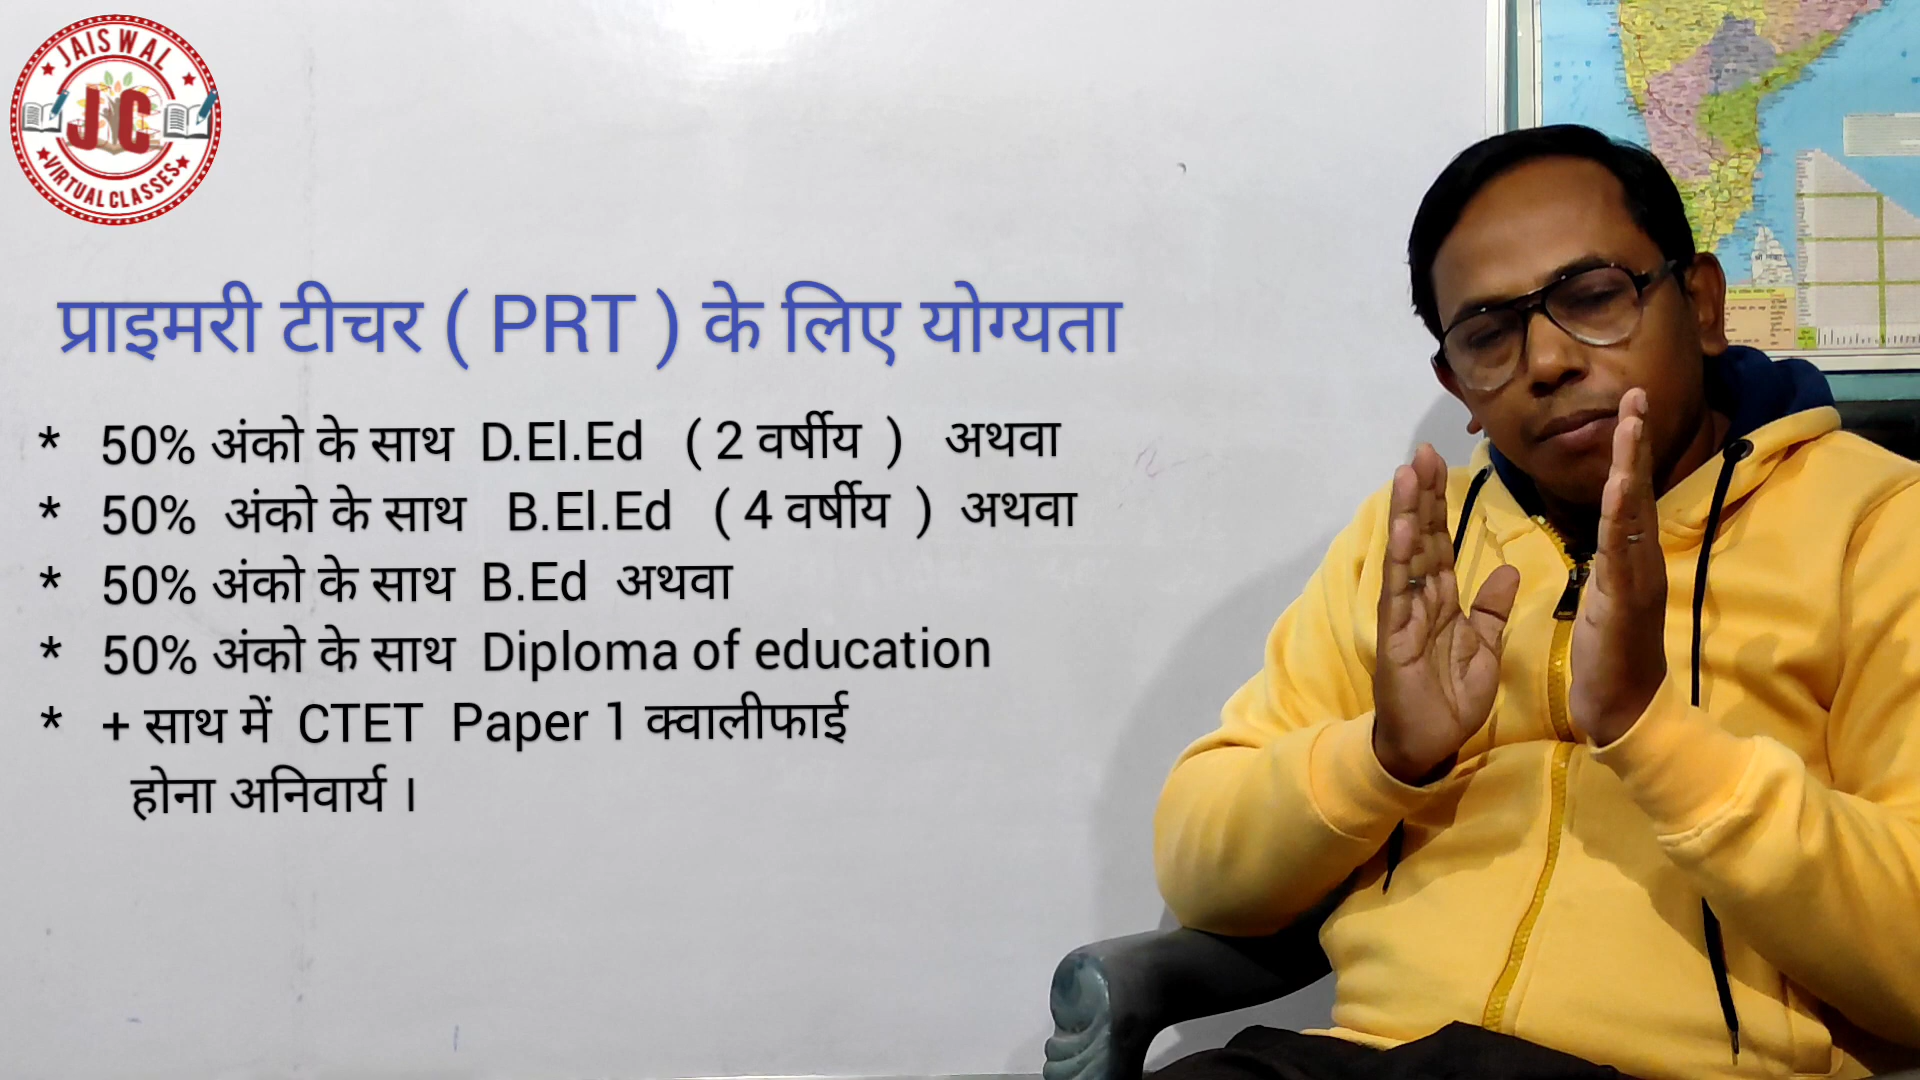 JAISWAL
JC
VIRTUAL CLASSES
प्राइमरी टीचर ( PRT ) के लिए योग्यता
* 50% अंको के साथ D.El.Ed ( 2 वर्षीय ) अथवा
* 50% अंको के साथ B.El.Ed ( 4 वर्षीय ) अथवा
* 50% अंको के साथ B.Ed अथवा
* 50% अंको के साथ Diploma of education
* + साथ में CTET Paper 1 क्वालीफाई
होना अनिवार्य ।